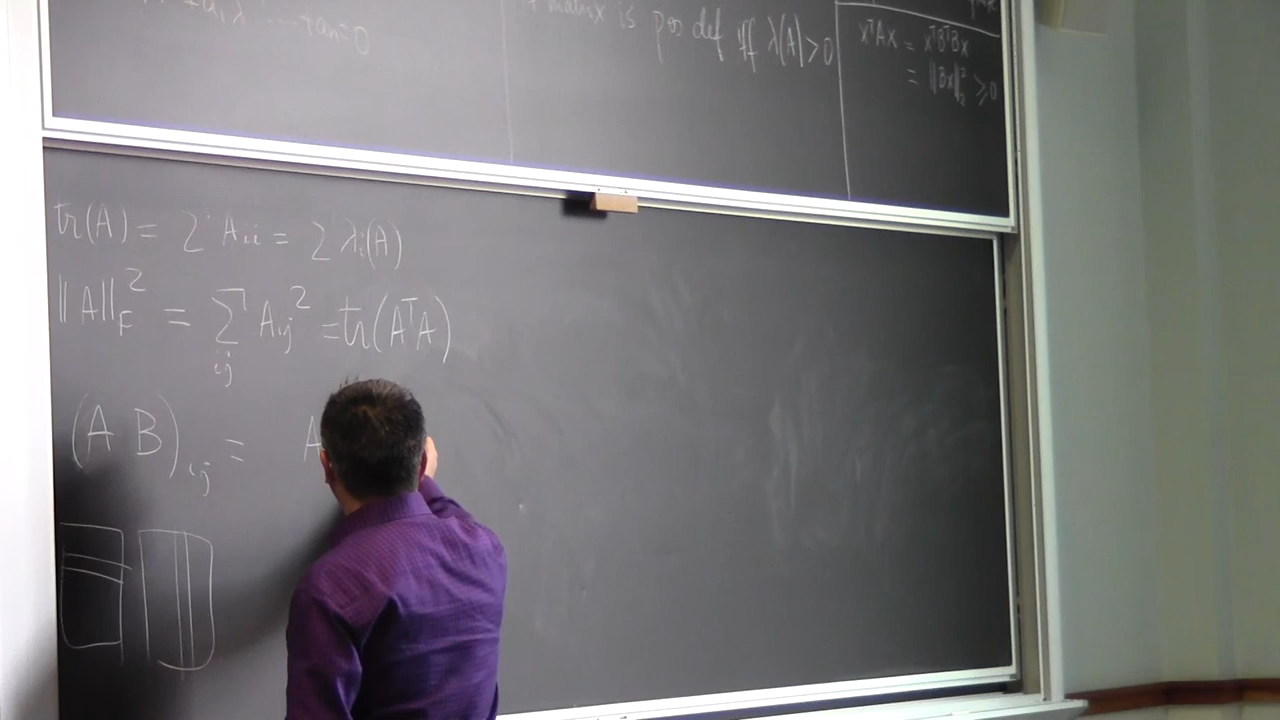 matrix is pos def iff λ(A)>0
xᵀAx = xᵀBᵀBx
= ‖Bx‖₂² ⩾0
tr(A) = Σ Aᵢᵢ = Σ λᵢ(A)
‖A‖_F² = Σ_ij Aᵢⱼ² = tr(AᵀA)
(A B)ᵢⱼ = A